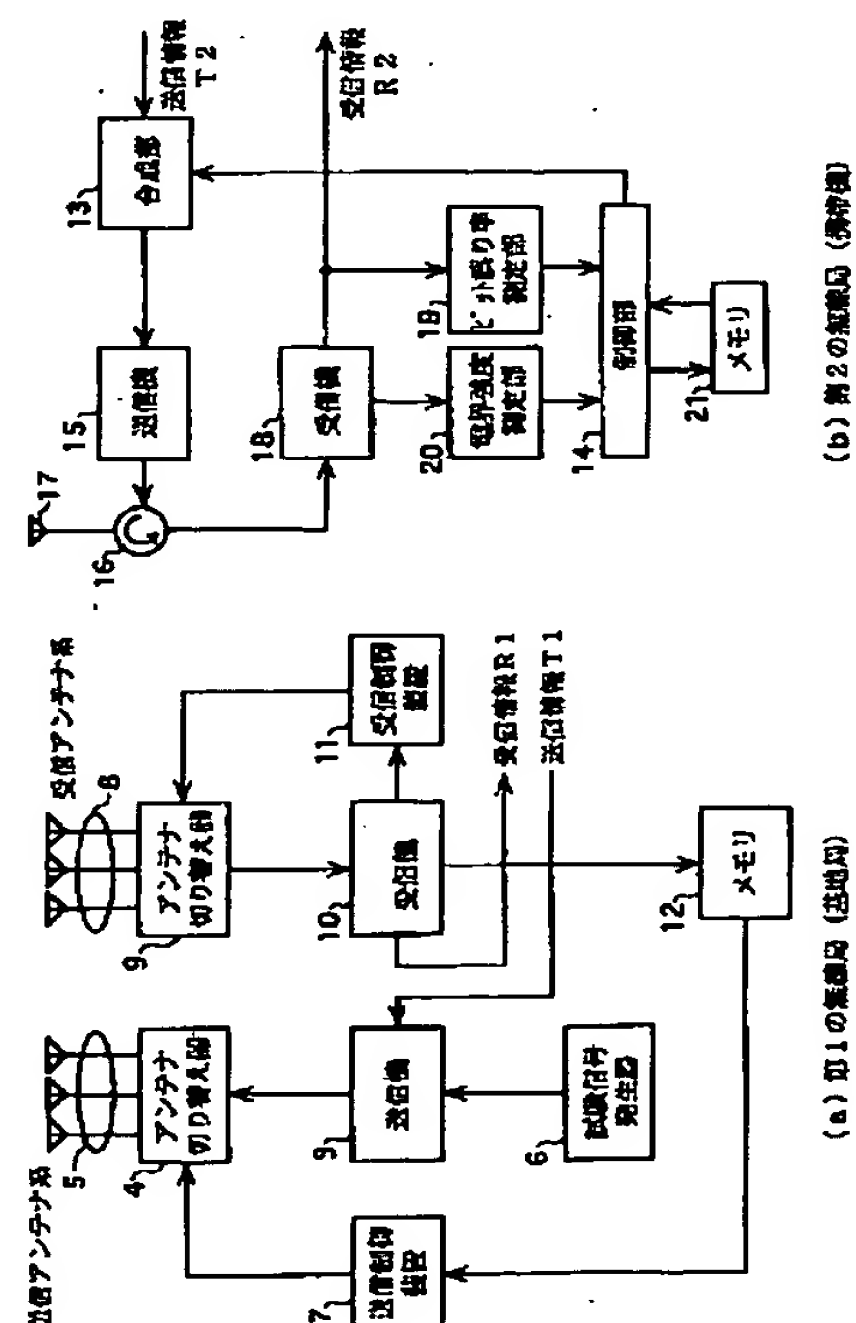 送信アンテナ系
5
アンテナ
切り替え部
4
送信制御
装置
7
送信機
9
試験信号
発生器
6
受信アンテナ系
8
アンテナ
切り替え部
9
受信機
10
受信制御
装置
11
受信情報R1
送信情報T1
メモリ
12
(a) 第1の無線局 (基地局)
17
16
送信機
15
合成部
13
送信情報
T2
受信機
18
受信情報
R2
電界強度
測定部
20
ビット誤り率
測定部
19
制御部
14
メモリ
21
(b) 第2の無線局 (携帯機)